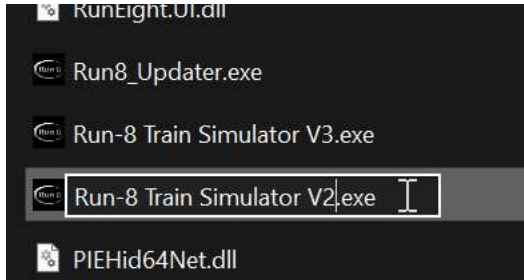 RunEight.UI.dll
Run8_Updater.exe
Run-8 Train Simulator V3.exe
Run-8 Train Simulator V2.exe
PIEHid64Net.dll